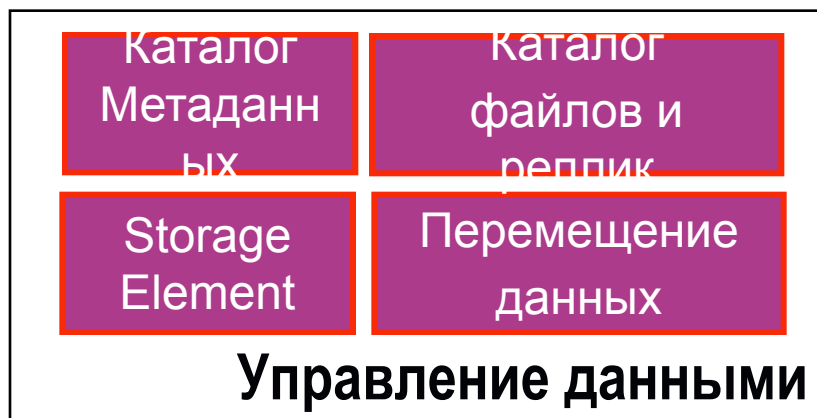 Каталог
Метаданн
ых
Каталог
файлов и
реплик
Storage
Element
Перемещение
данных
Управление данными